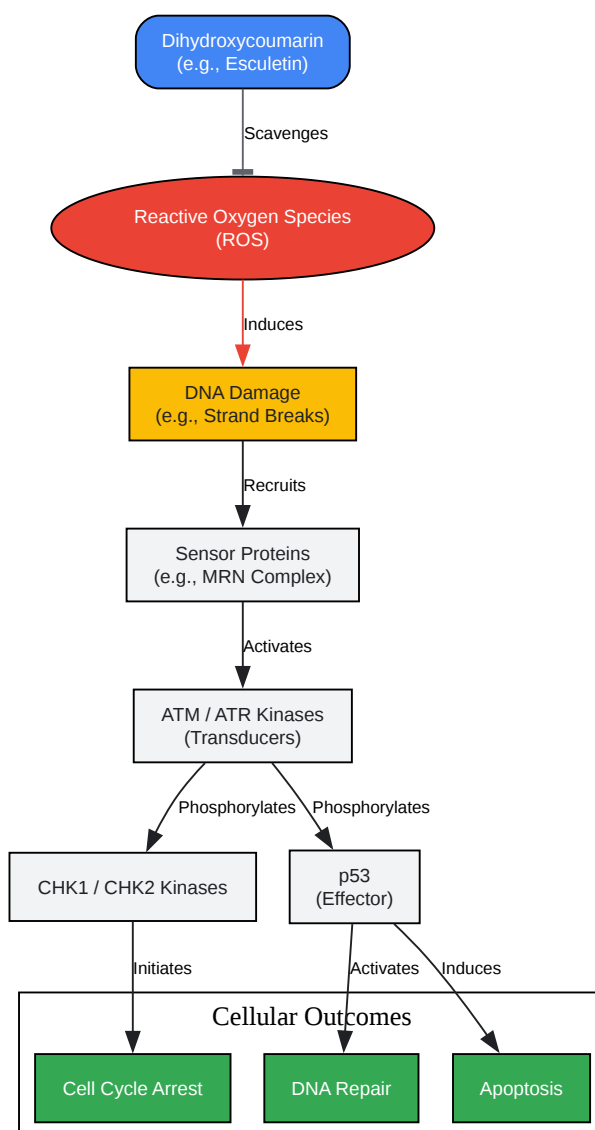 Dihydroxycoumarin
(e.g., Esculetin)
Scavenges
Reactive Oxygen Species
(ROS)
Induces
DNA Damage
(e.g., Strand Breaks)
Recruits
Sensor Proteins
(e.g., MRN Complex)
Activates
ATM / ATR Kinases
(Transducers)
Phosphorylates
Phosphorylates
CHK1 / CHK2 Kinases
p53
(Effector)
Initiates
Activates
Induces
Cellular Outcomes
Cell Cycle Arrest
DNA Repair
Apoptosis